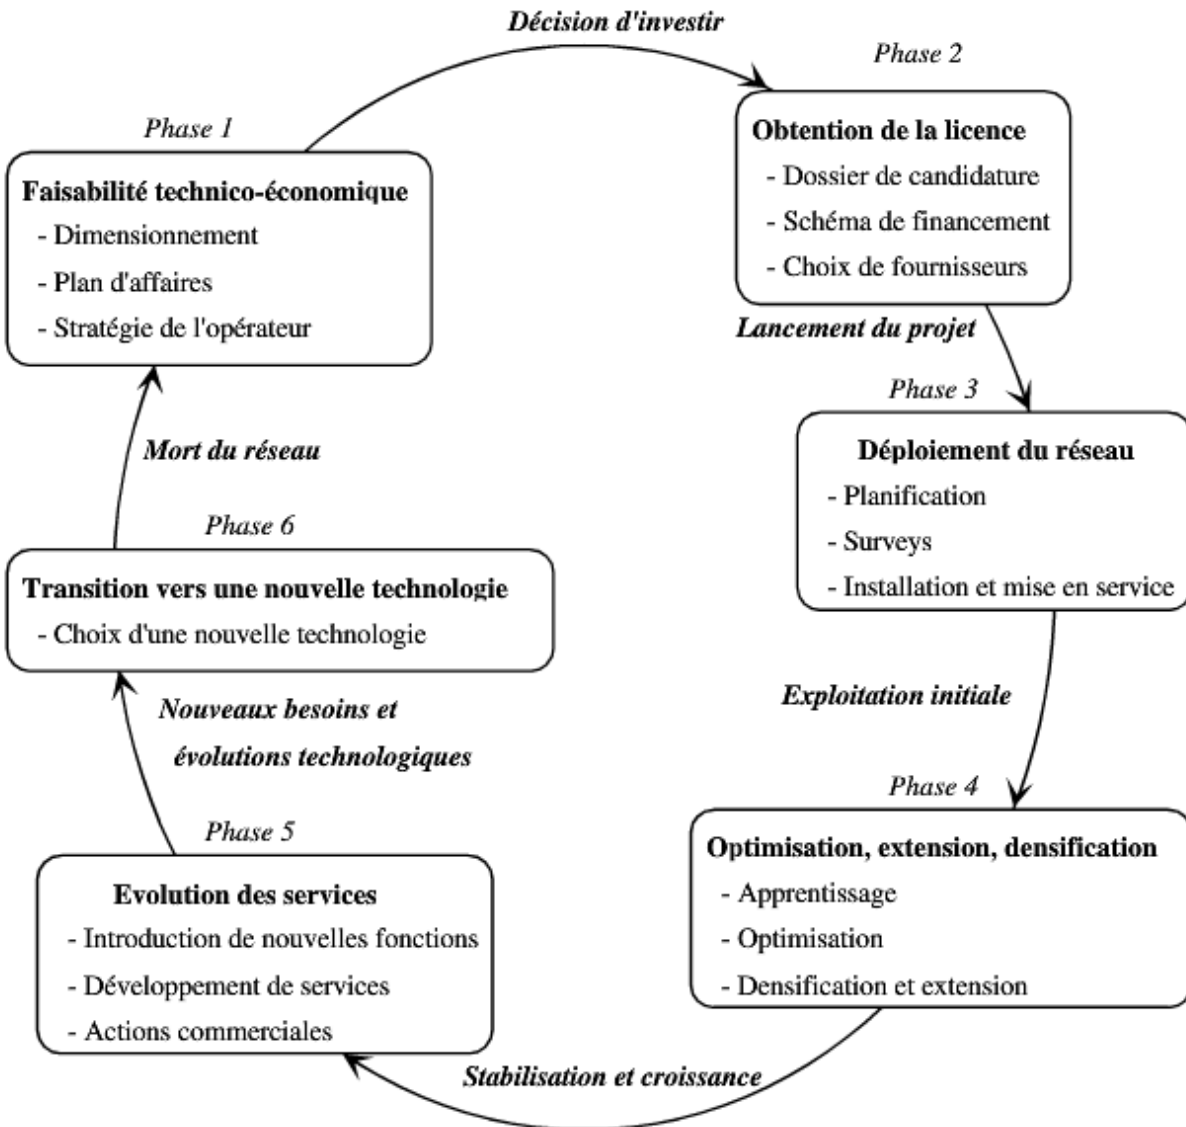 Décision d'investir
Phase 1
Faisabilité technico-économique
- Dimensionnement
- Plan d'affaires
- Stratégie de l'opérateur
Phase 2
Obtention de la licence
- Dossier de candidature
- Schéma de financement
- Choix de fournisseurs
Lancement du projet
Phase 3
Déploiement du réseau
- Planification
- Surveys
- Installation et mise en service
Exploitation initiale
Phase 4
Optimisation, extension, densification
- Apprentissage
- Optimisation
- Densification et extension
Stabilisation et croissance
Phase 5
Evolution des services
- Introduction de nouvelles fonctions
- Développement de services
- Actions commerciales
Nouveaux besoins et
évolutions technologiques
Phase 6
Transition vers une nouvelle technologie
- Choix d'une nouvelle technologie
Mort du réseau